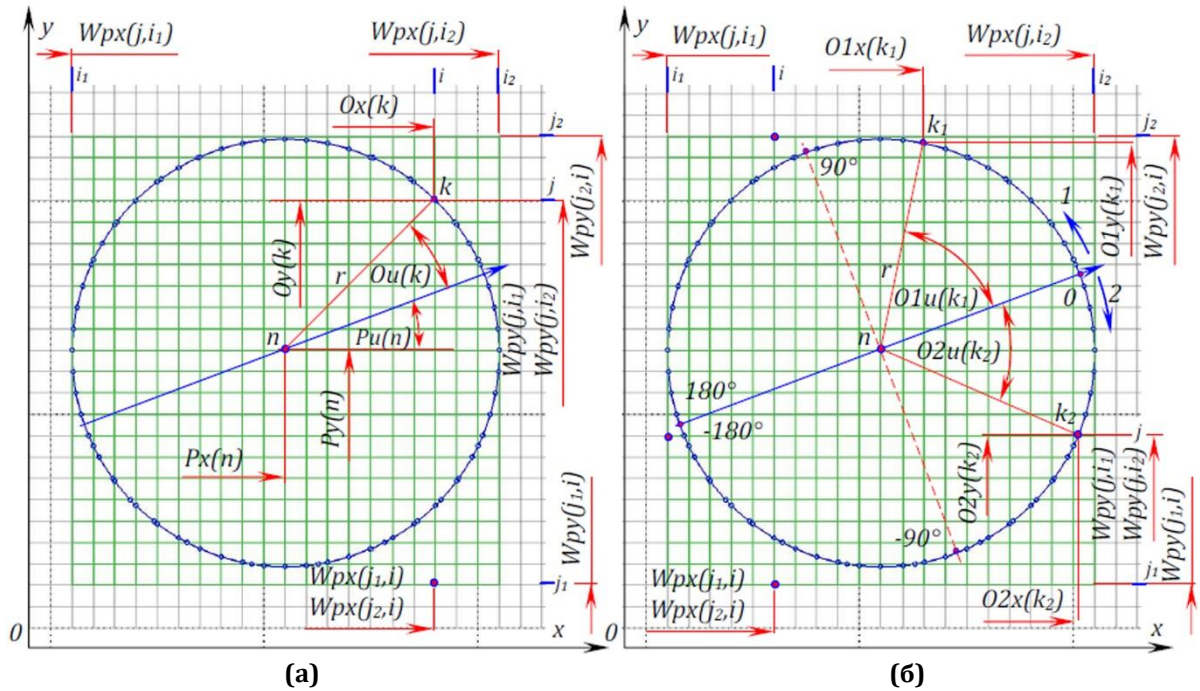 y
Wpx(j,i₁)
Wpx(j,i₂)
i₁
i
i₂
Ox(k)
j₂
k
j
Oy(k)
r
Ou(k)
Wpy(j₂,i)
n
Pu(n)
Wpy(j,i₁)
Wpy(j,i₂)
Py(n)
Px(n)
Wpy(j₁,i)
Wpx(j₁,i)
Wpx(j₂,i)
j₁
0
x
(а)
y
Wpx(j,i₁)
O1x(k₁)
Wpx(j,i₂)
i₁
i
i₂
k₁
j₂
90°
1
O1y(k₁)
Wpy(j₂,i)
r
O1u(k₁)
0
2
n
O2u(k₂)
180°
-180°
k₂
j
O2y(k₂)
Wpy(j,i₁)
Wpy(j,i₂)
Wpy(j₁,i)
-90°
Wpx(j₁,i)
Wpx(j₂,i)
O2x(k₂)
j₁
0
x
(б)